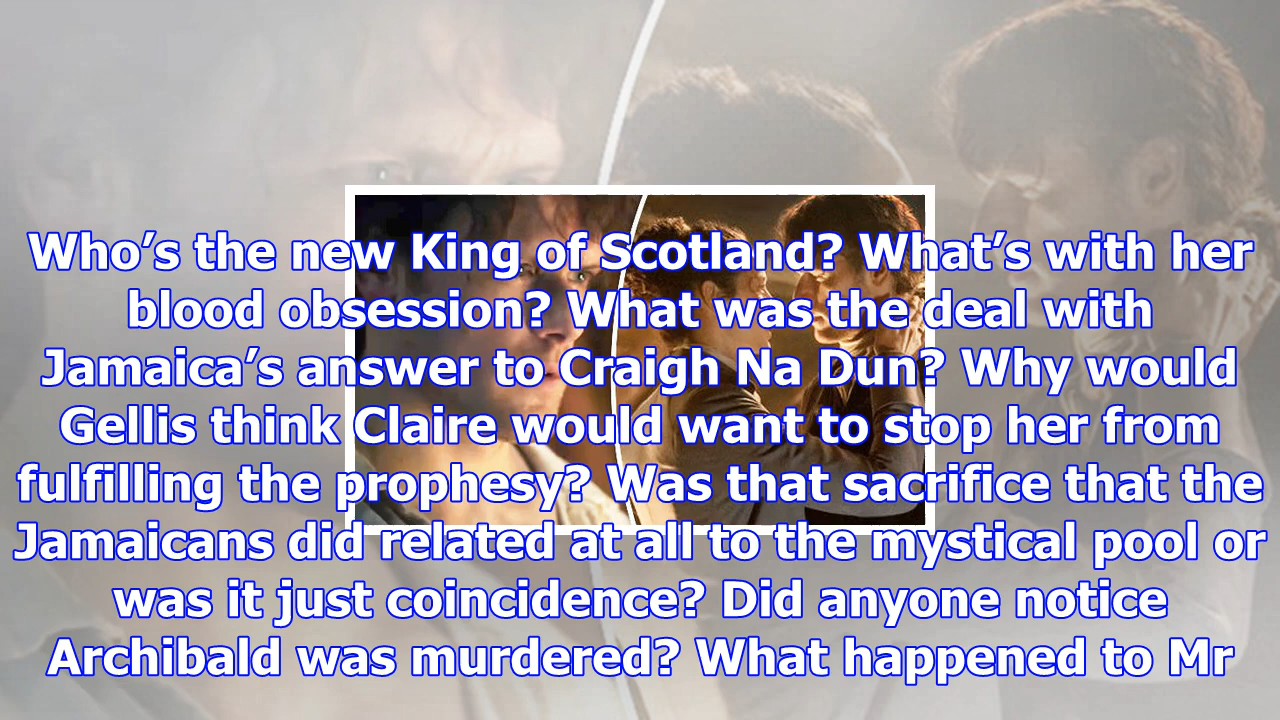 Who’s the new King of Scotland? What’s with her
blood obsession? What was the deal with
Jamaica’s answer to Craigh Na Dun? Why would
Gellis think Claire would want to stop her from
fulfilling the prophesy? Was that sacrifice that the
Jamaicans did related at all to the mystical pool or
was it just coincidence? Did anyone notice
Archibald was murdered? What happened to Mr